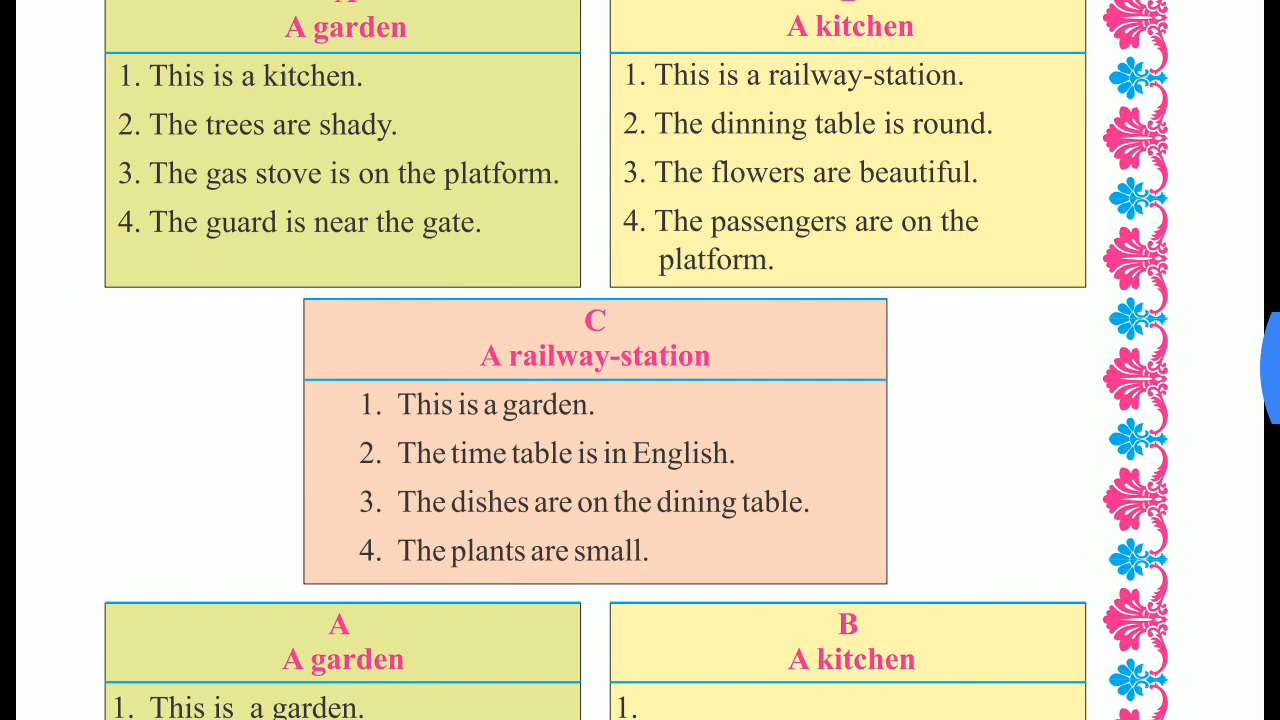 A garden
1. This is a kitchen.
2. The trees are shady.
3. The gas stove is on the platform.
4. The guard is near the gate.
A kitchen
1. This is a railway-station.
2. The dinning table is round.
3. The flowers are beautiful.
4. The passengers are on the
platform.
C
A railway-station
1. This is a garden.
2. The time table is in English.
3. The dishes are on the dining table.
4. The plants are small.
A
A garden
1. This is a garden.
B
A kitchen
1.